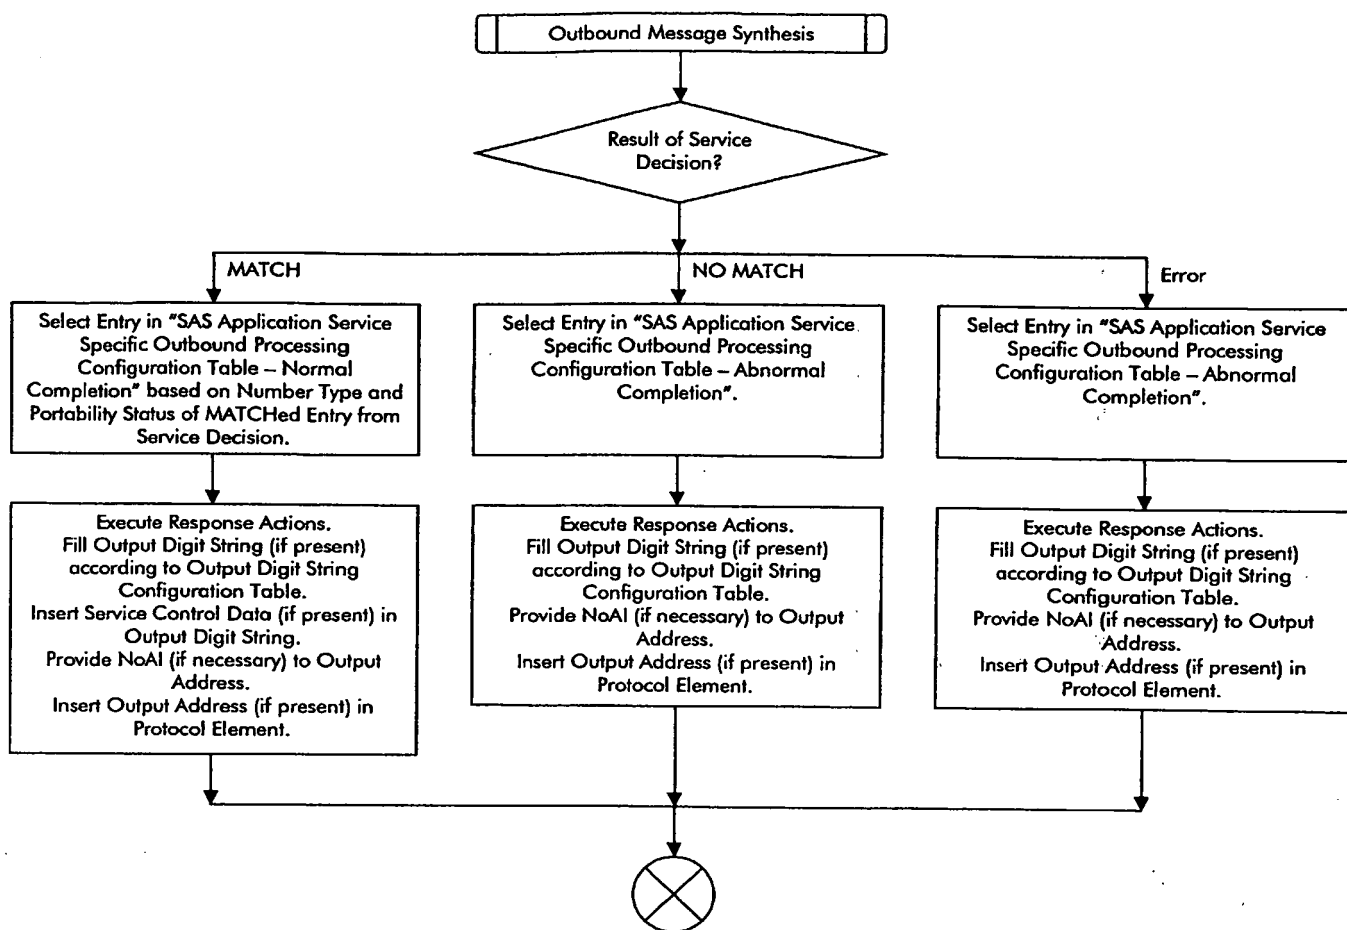 Outbound Message Synthesis
Result of Service
Decision?
MATCH
NO MATCH
Error
Select Entry in "SAS Application Service
Specific Outbound Processing
Configuration Table – Normal
Completion" based on Number Type and
Portability Status of MATCHed Entry from
Service Decision.
Select Entry in "SAS Application Service
Specific Outbound Processing
Configuration Table – Abnormal
Completion".
Select Entry in "SAS Application Service
Specific Outbound Processing
Configuration Table – Abnormal
Completion".
Execute Response Actions.
Fill Output Digit String (if present)
according to Output Digit String
Configuration Table.
Insert Service Control Data (if present) in
Output Digit String.
Provide NoAI (if necessary) to Output
Address.
Insert Output Address (if present) in
Protocol Element.
Execute Response Actions.
Fill Output Digit String (if present)
according to Output Digit String
Configuration Table.
Provide NoAI (if necessary) to Output
Address.
Insert Output Address (if present) in
Protocol Element.
Execute Response Actions.
Fill Output Digit String (if present)
according to Output Digit String
Configuration Table.
Provide NoAI (if necessary) to Output
Address.
Insert Output Address (if present) in
Protocol Element.